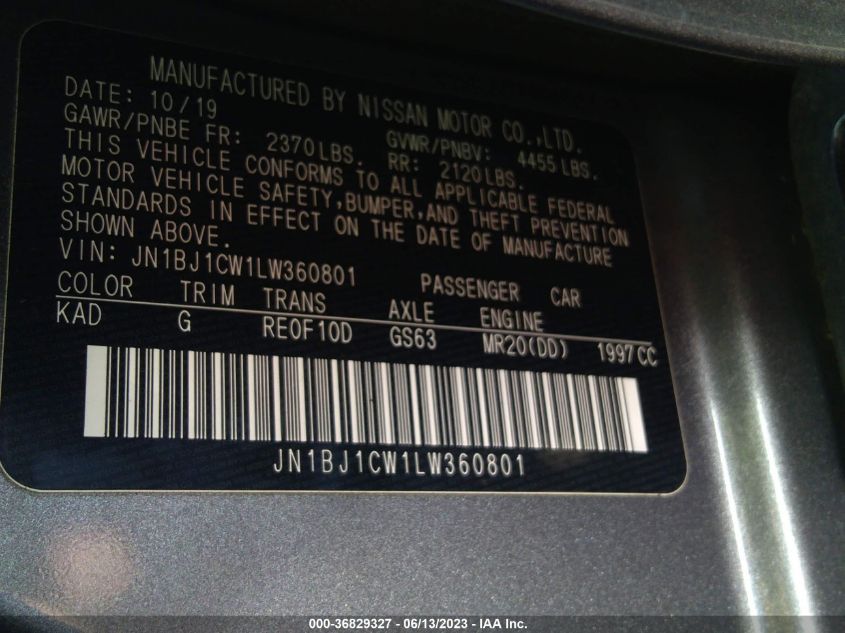 MANUFACTURED BY NISSAN MOTOR CO.,LTD.
DATE: 10/19 GVWR/PNBV: 4455LBS.
GAWR/PNBE FR: 2370LBS. RR: 2120LBS.
THIS VEHICLE CONFORMS TO ALL APPLICABLE FEDERAL
MOTOR VEHICLE SAFETY,BUMPER,AND THEFT PREVENTION
STANDARDS IN EFFECT ON THE DATE OF MANUFACTURE
SHOWN ABOVE.
VIN: JN1BJ1CW1LW360801 PASSENGER CAR
COLOR TRIM TRANS AXLE ENGINE
KAD G RE0F10D GS63 MR20(DD) 1997CC
JN1BJ1CW1LW360801
000-36829327 - 06/13/2023 - IAA Inc.